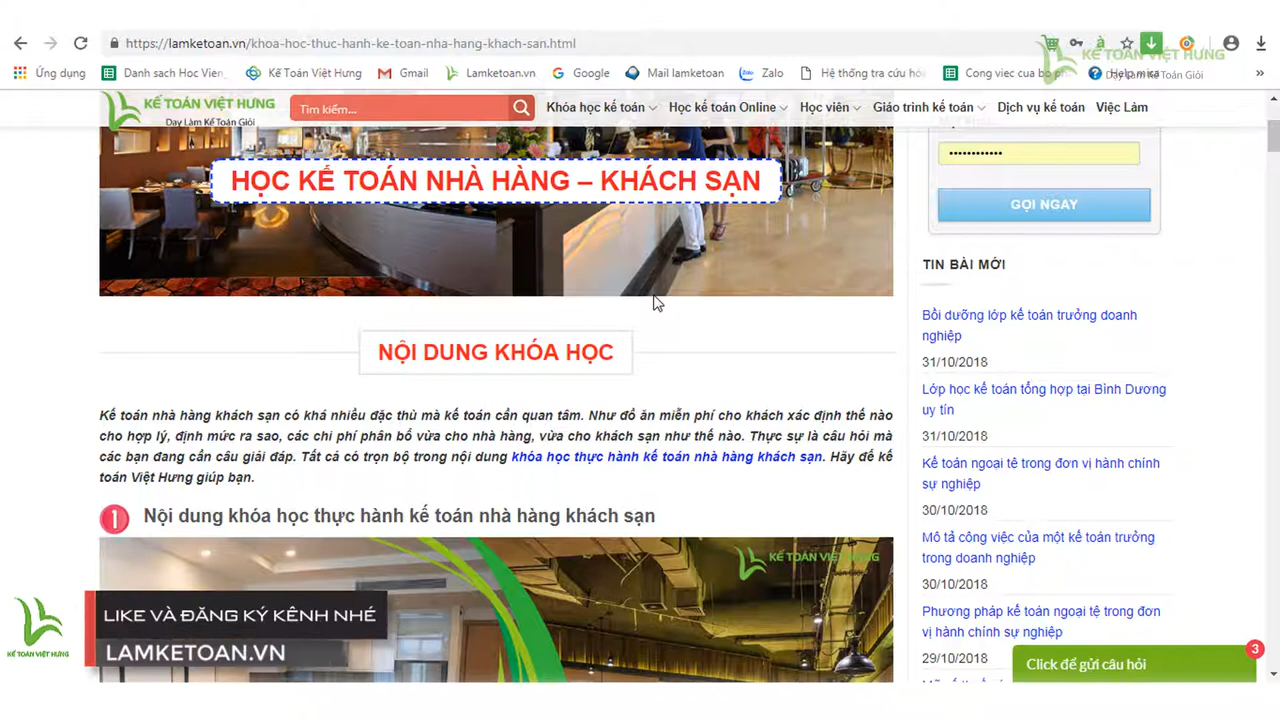 https://lamketoan.vn/khoa-hoc-thuc-hanh-ke-toan-nha-hang-khach-san.html
KẾ TOÁN VIỆT HƯNG
Dạy Làm Kế Toán Giỏi
Ứng dụng
Danh sach Hoc Vien
Kế Toán Việt Hưng
Gmail
Lamketoan.vn
Google
Mail lamketoan
Zalo
Hệ thống tra cứu hó
Cong viec cua bo
Help misa
»
KẾ TOÁN VIỆT HƯNG
Dạy Làm Kế Toán Giỏi
Tìm kiếm...
Khóa học kế toán
Học kế toán Online
Học viên
Giáo trình kế toán
Dịch vụ kế toán
Việc Làm
HỌC KẾ TOÁN NHÀ HÀNG – KHÁCH SẠN
NỘI DUNG KHÓA HỌC
Kế toán nhà hàng khách sạn có khá nhiều đặc thù mà kế toán cần quan tâm. Như đồ ăn miễn phí cho khách xác định thế nào
cho hợp lý, định mức ra sao, các chi phí phân bổ vừa cho nhà hàng, vừa cho khách sạn như thế nào. Thực sự là câu hỏi mà
các bạn đang cần câu giải đáp. Tất cả có trọn bộ trong nội dung khóa học thực hành kế toán nhà hàng khách sạn. Hãy để kế
toán Việt Hưng giúp bạn.
1 Nội dung khóa học thực hành kế toán nhà hàng khách sạn
KẾ TOÁN VIỆT HƯNG
LIKE VÀ ĐĂNG KÝ KÊNH NHÉ
LAMKETOAN.VN
KẾ TOÁN VIỆT HƯNG
••••••••••••
GỌI NGAY
TIN BÀI MỚI
Bồi dưỡng lớp kế toán trưởng doanh
nghiệp
31/10/2018
Lớp học kế toán tổng hợp tại Bình Dương
uy tín
31/10/2018
Kế toán ngoại tệ trong đơn vị hành chính
sự nghiệp
30/10/2018
Mô tả công việc của một kế toán trưởng
trong doanh nghiệp
30/10/2018
Phương pháp kế toán ngoại tệ trong đơn
vị hành chính sự nghiệp
29/10/2018
Click để gửi câu hỏi
3